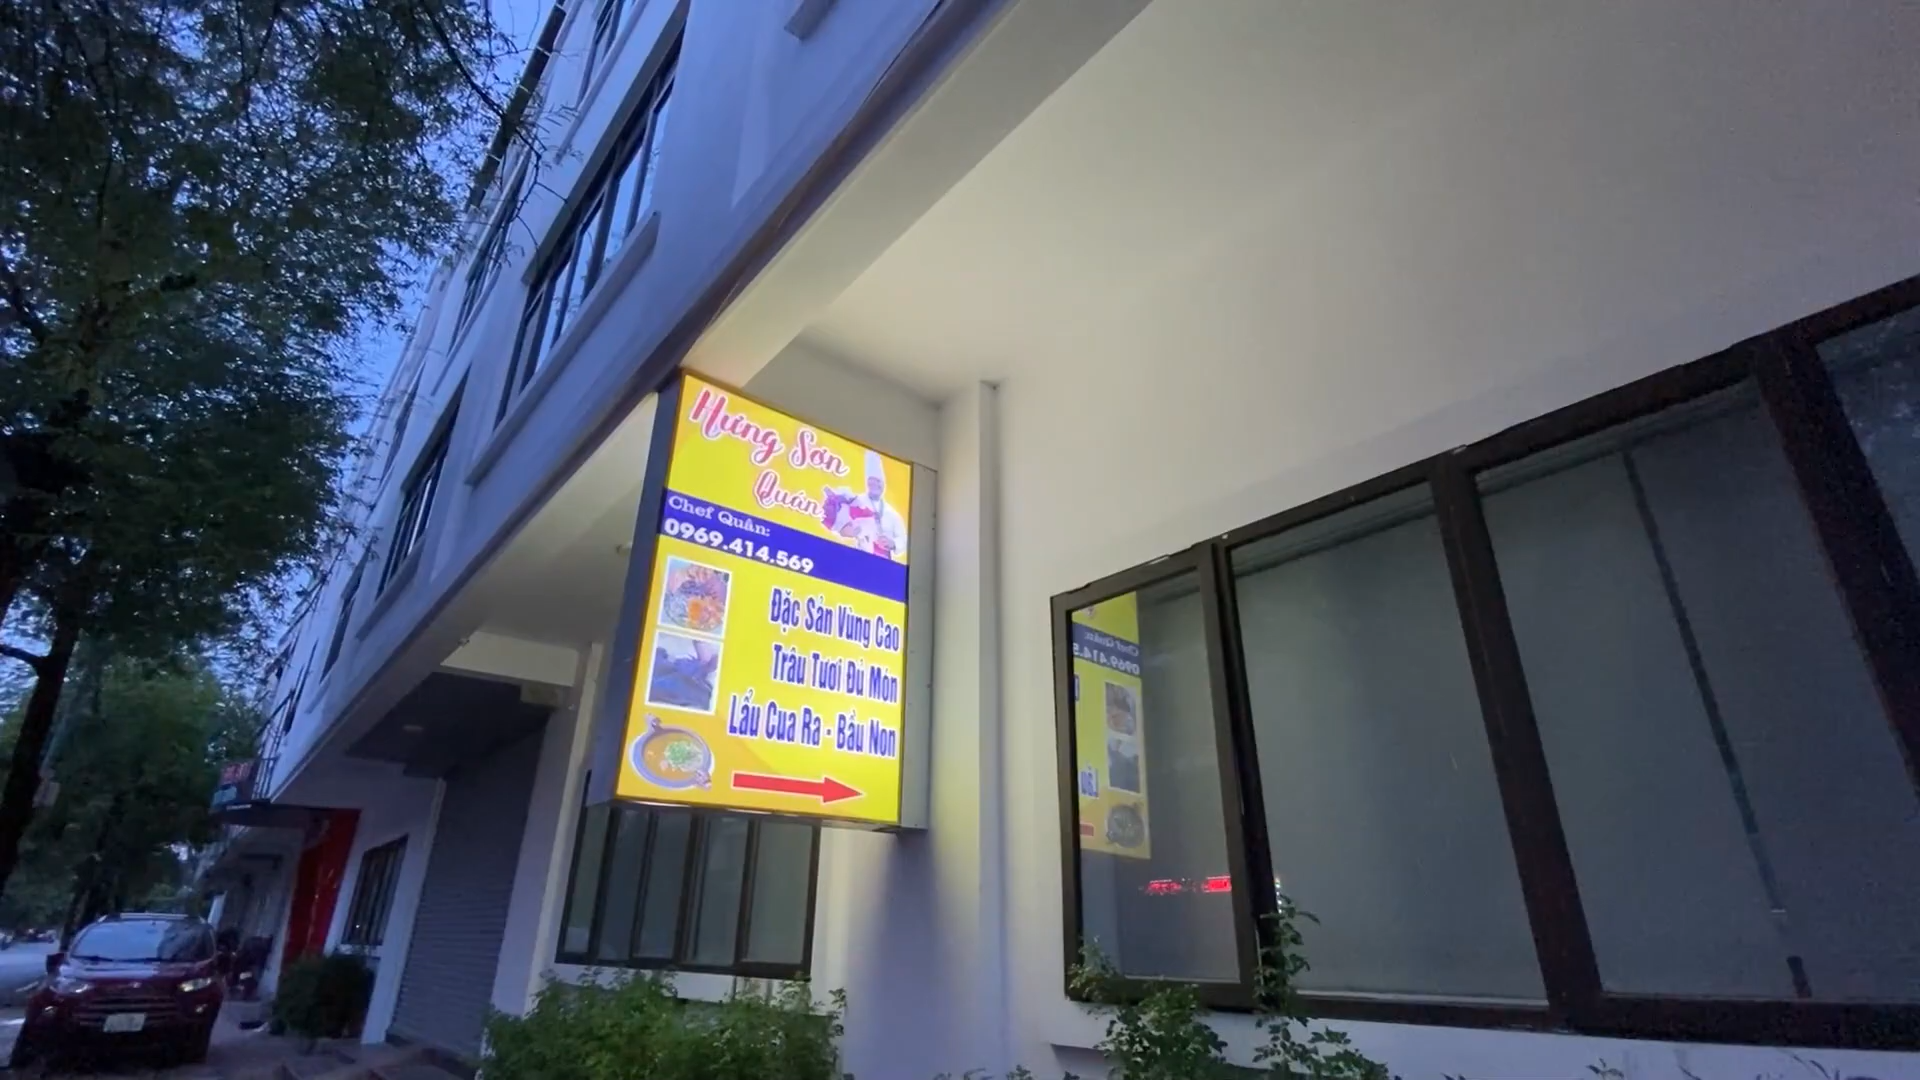 Hưng Sơn
Quán
Chef Quân:
0969.414.569
Đặc Sản Vùng Cao
Trâu Tươi Đủ Món
Lẩu Cua Ra - Bầu Non